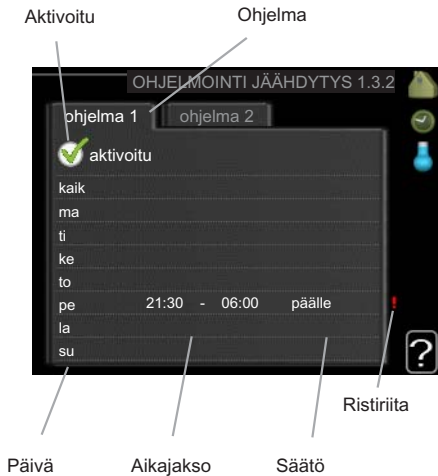 Aktivoitu Ohjelma
OHJELMOINTI JÄÄHDYTYS 1.3.2
ohjelma 1 ohjelma 2
aktivoitu
kaik
ma
ti
ke
to
pe 21:30 - 06:00 päälle !
la
su
?
Ristiriita
Päivä Aikajakso Säätö